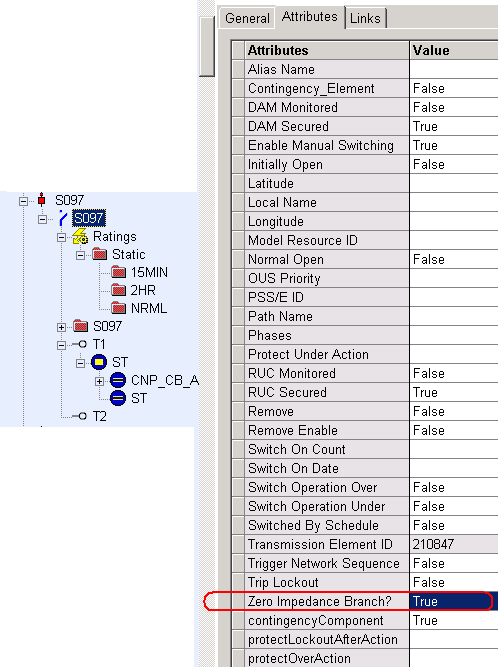 General Attributes Links
Attributes Value
Alias Name
Contingency_Element False
DAM Monitored False
DAM Secured True
Enable Manual Switching True
Initially Open False
Latitude
Local Name
Longitude
Model Resource ID
Normal Open False
OUS Priority
PSS/E ID
Path Name
Phases
Protect Under Action
RUC Monitored False
RUC Secured True
Remove False
Remove Enable False
Switch On Count
Switch On Date
Switch Operation Over False
Switch Operation Under False
Switched By Schedule False
Transmission Element ID 210847
Trigger Network Sequence False
Trip Lockout False
Zero Impedance Branch? True
contingencyComponent True
protectLockoutAfterAction
protectOverAction
S097
S097
Ratings
Static
15MIN
2HR
NRML
S097
T1
ST
CNP_CB_A
ST
T2